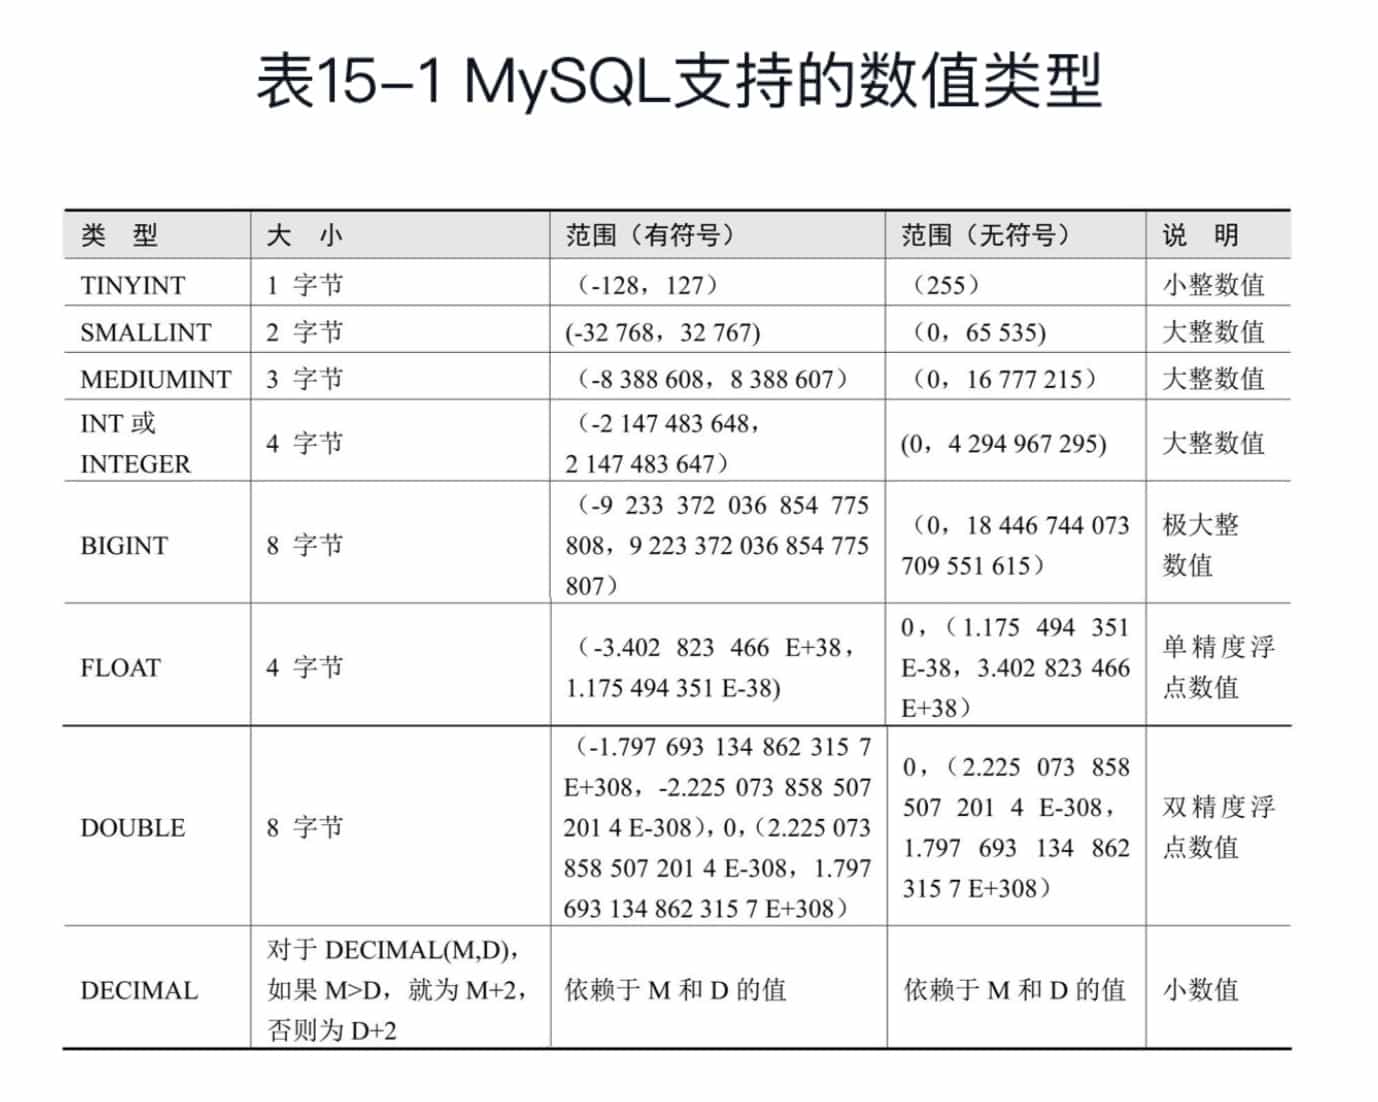 表15-1 MySQL支持的数值类型
类 型 大 小 范围（有符号） 范围（无符号） 说 明
TINYINT 1 字节 （-128，127） （255） 小整数值
SMALLINT 2 字节 (-32 768，32 767) （0，65 535) 大整数值
MEDIUMINT 3 字节 （-8 388 608，8 388 607） （0，16 777 215） 大整数值
INT 或
INTEGER
4 字节
（-2 147 483 648，
2 147 483 647）
(0，4 294 967 295)
大整数值
BIGINT
8 字节
（-9 233 372 036 854 775
808，9 223 372 036 854 775
807）
（0，18 446 744 073
709 551 615）
极大整
数值
FLOAT
4 字节
（-3.402 823 466 E+38，
1.175 494 351 E-38)
0，（1.175 494 351
E-38，3.402 823 466
E+38）
单精度浮
点数值
DOUBLE
8 字节
（-1.797 693 134 862 315 7
E+308，-2.225 073 858 507
201 4 E-308），0，（2.225 073
858 507 201 4 E-308，1.797
693 134 862 315 7 E+308）
0，（2.225 073 858
507 201 4 E-308，
1.797 693 134 862
315 7 E+308）
双精度浮
点数值
DECIMAL
对于 DECIMAL(M,D)，
如果 M>D，就为 M+2，
否则为 D+2
依赖于 M 和 D 的值
依赖于 M 和 D 的值
小数值